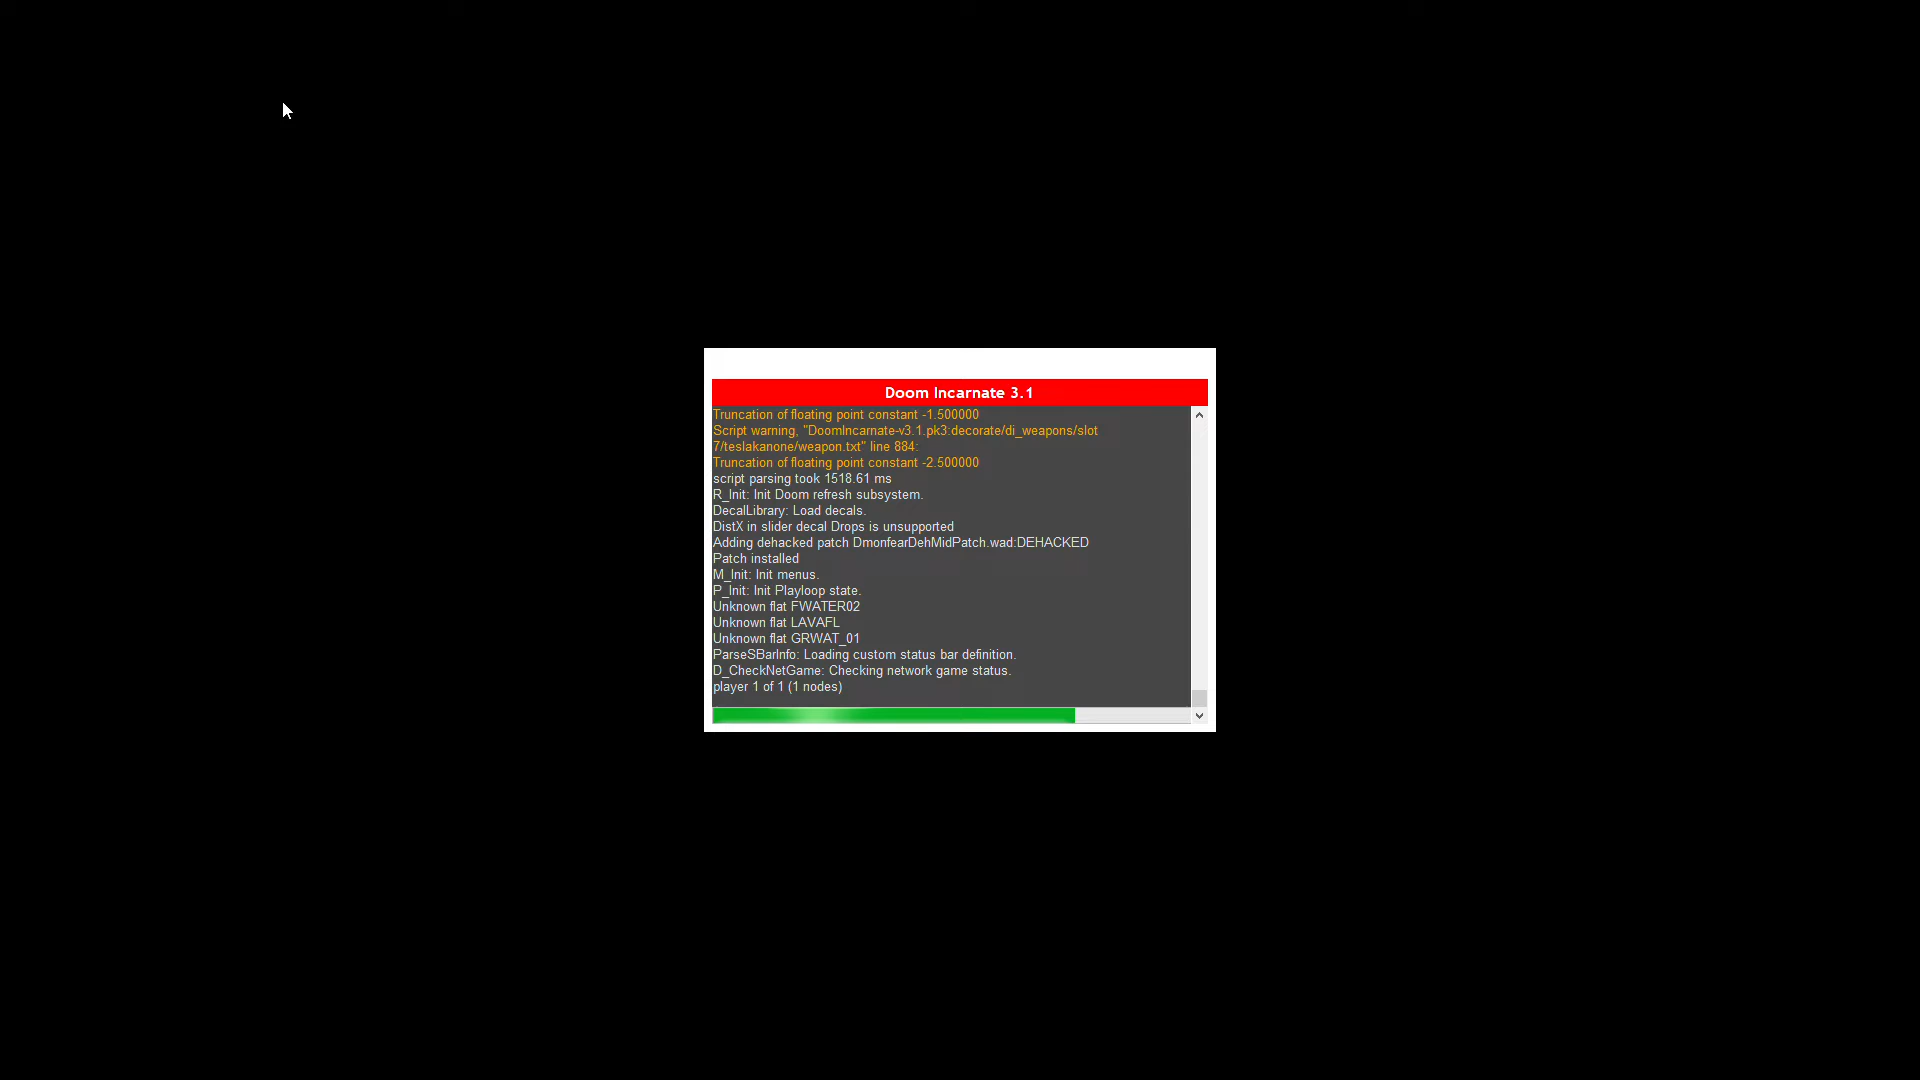 Doom Incarnate 3.1
Truncation of floating point constant -1.500000
Script warning, "DoomIncarnate-v3.1.pk3:decorate/di_weapons/slot
7/teslakanone/weapon.txt" line 884:
Truncation of floating point constant -2.500000
script parsing took 1518.61 ms
R_Init: Init Doom refresh subsystem.
DecalLibrary: Load decals.
DistX in slider decal Drops is unsupported
Adding dehacked patch DmonfearDehMidPatch.wad:DEHACKED
Patch installed
M_Init: Init menus.
P_Init: Init Playloop state.
Unknown flat FWATER02
Unknown flat LAVAFL
Unknown flat GRWAT_01
ParseSBarInfo: Loading custom status bar definition.
D_CheckNetGame: Checking network game status.
player 1 of 1 (1 nodes)